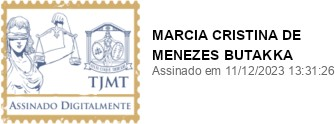 TJMT
ASSINADO DIGITALMENTE
MARCIA CRISTINA DE
MENEZES BUTAKKA
Assinado em 11/12/2023 13:31:26